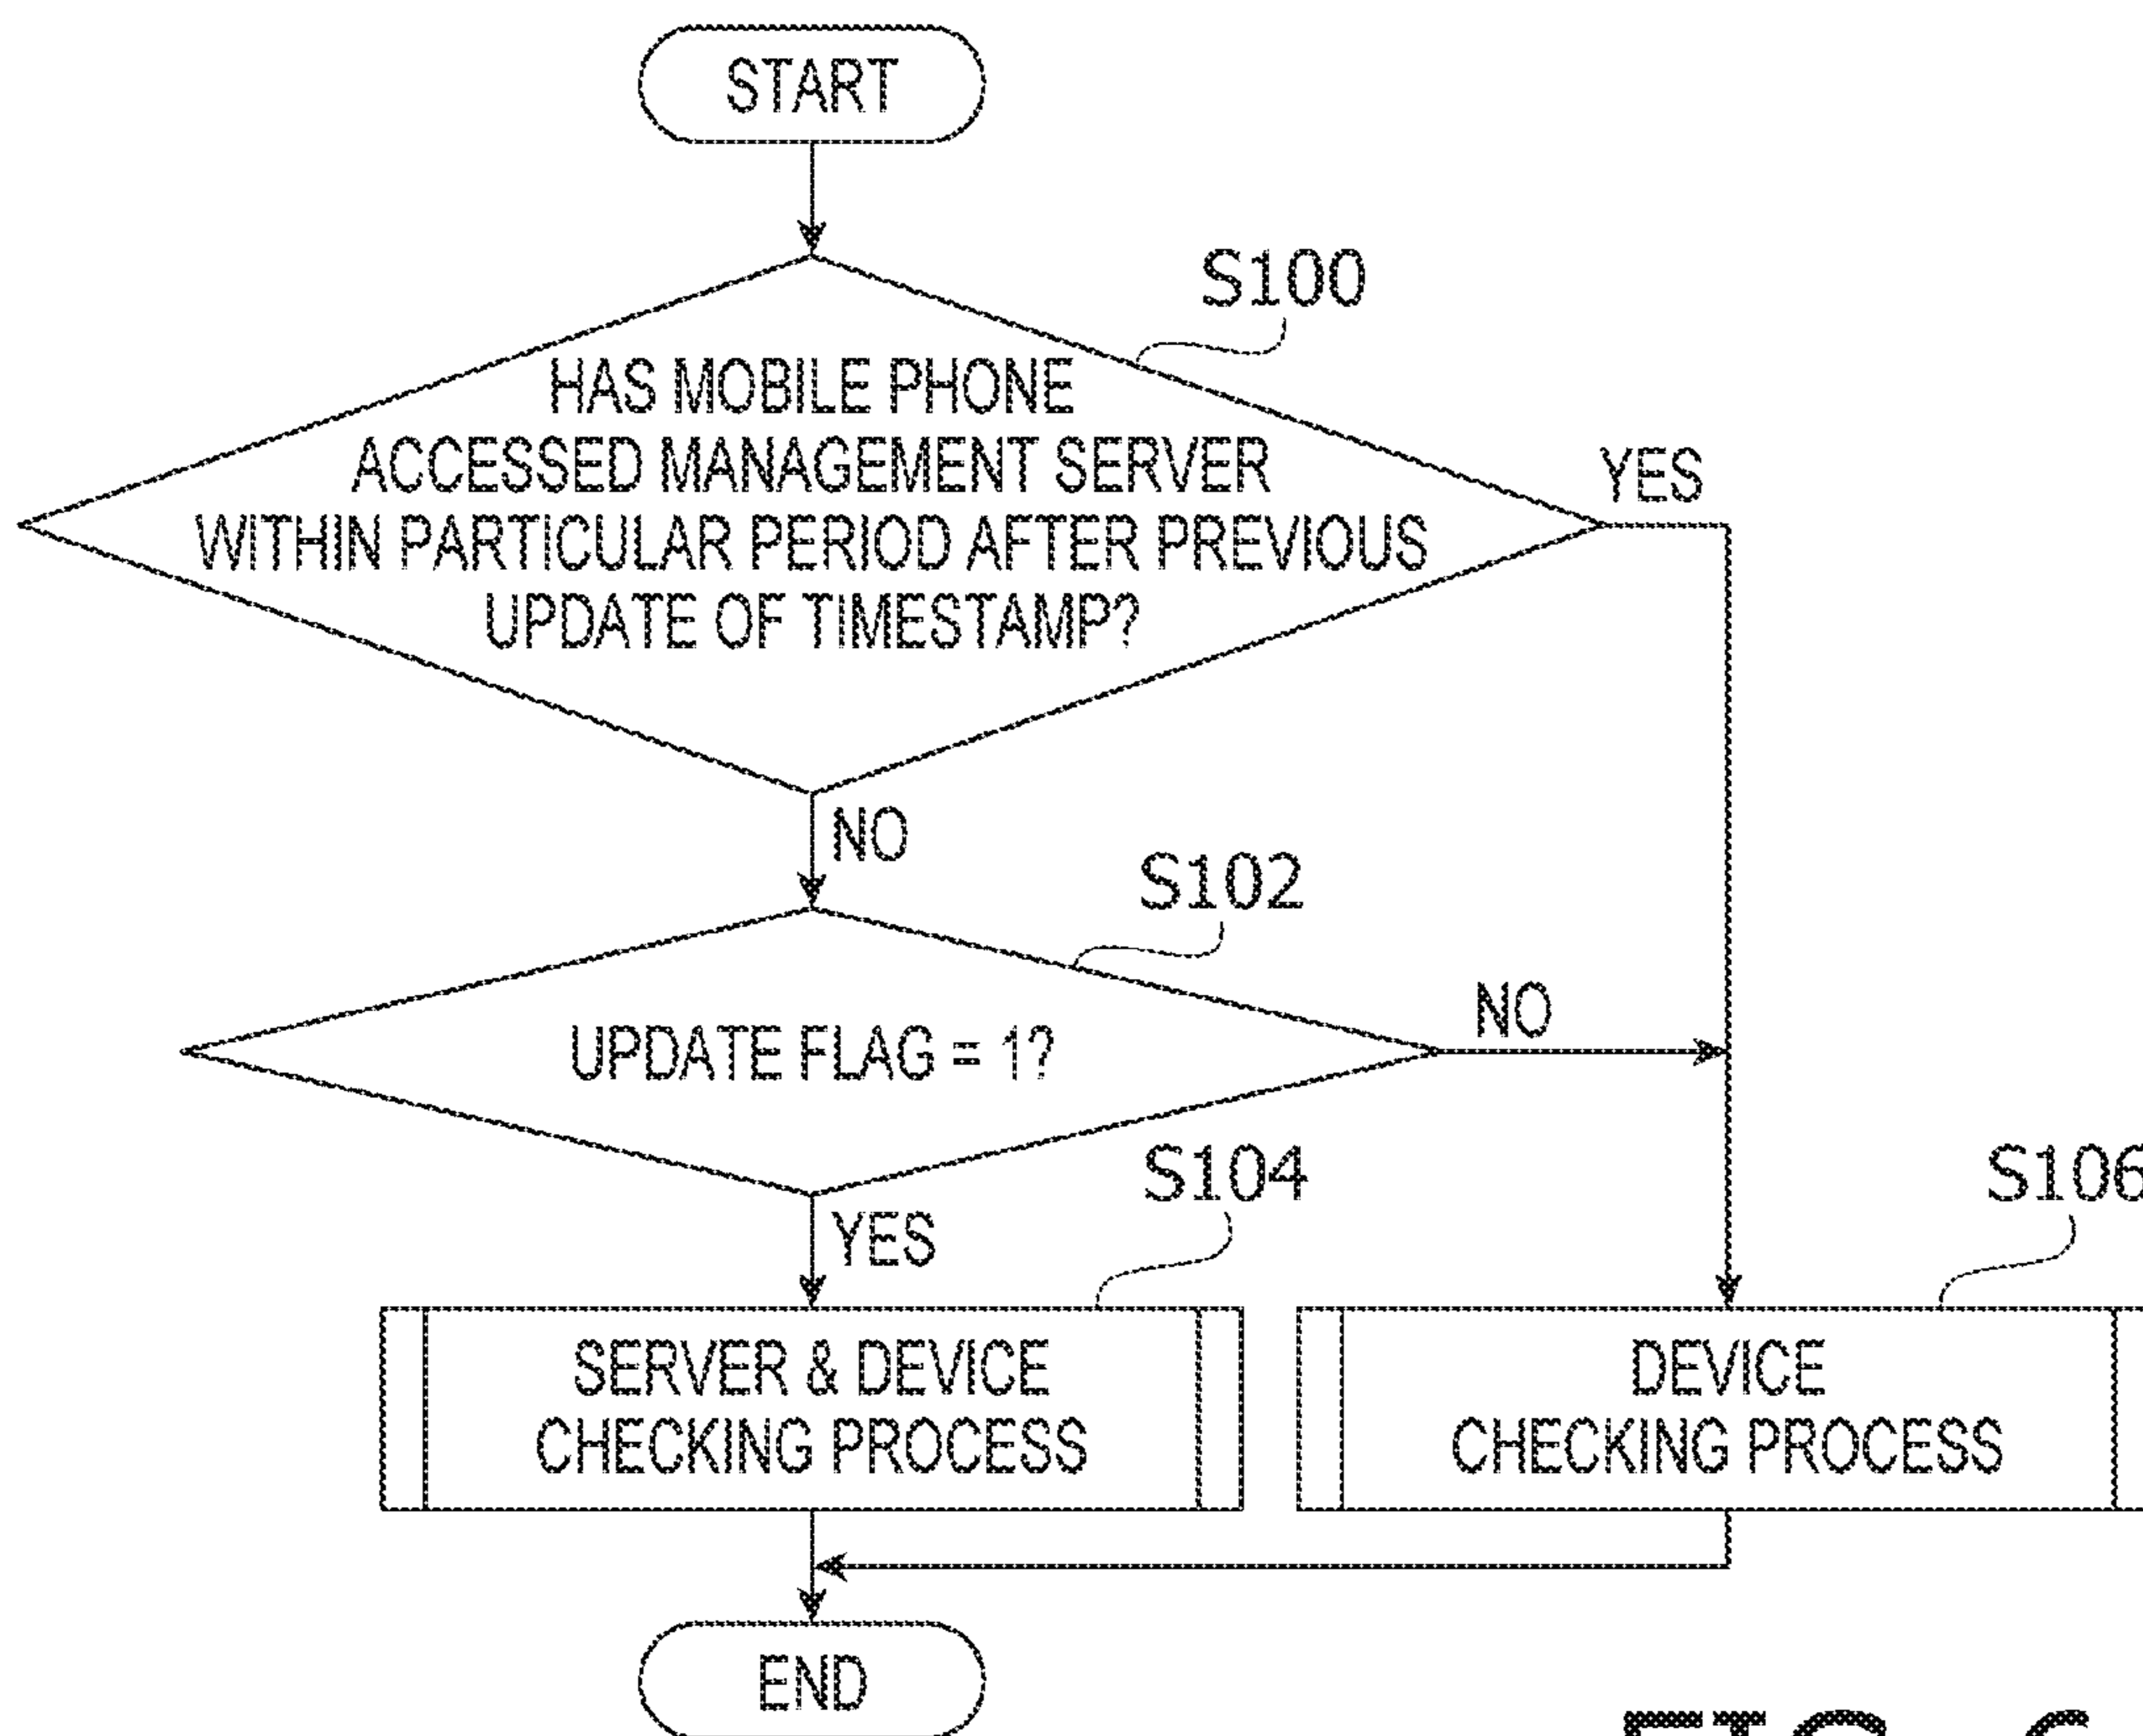 START
S100
HAS MOBILE PHONE
ACCESSED MANAGEMENT SERVER
WITHIN PARTICULAR PERIOD AFTER PREVIOUS
UPDATE OF TIMESTAMP?
YES
NO
S102
UPDATE FLAG = 1?
NO
YES
S104
S106
SERVER & DEVICE
CHECKING PROCESS
DEVICE
CHECKING PROCESS
END